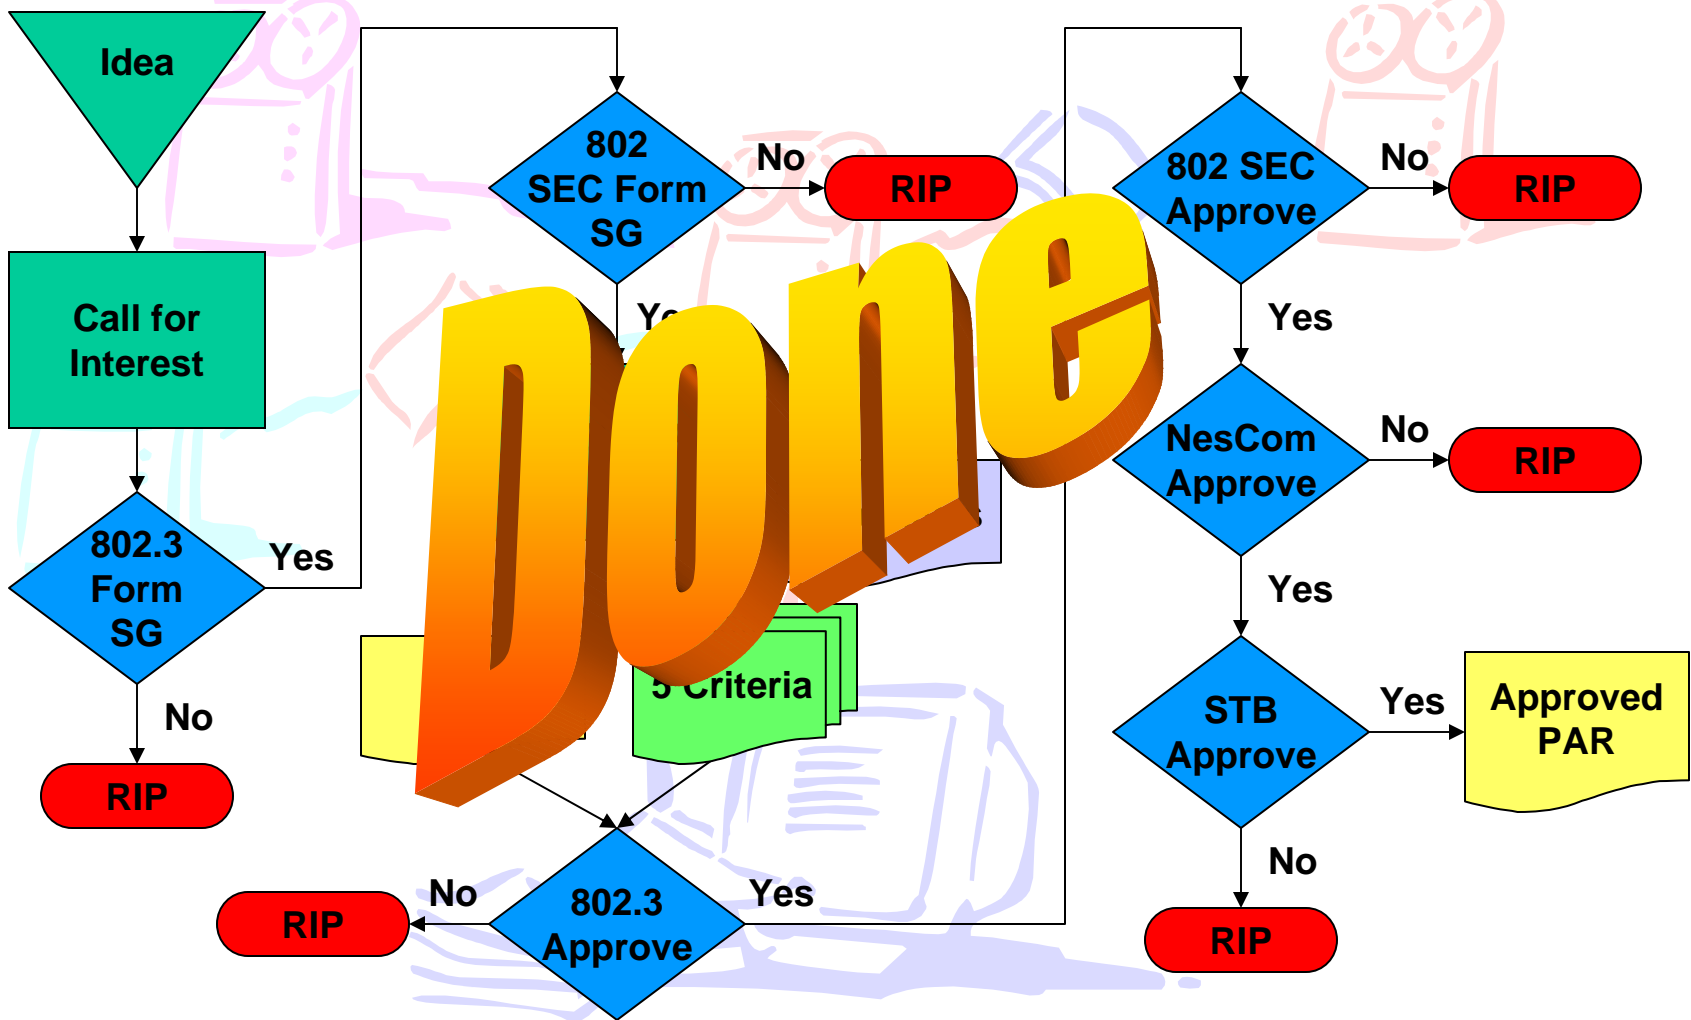 Idea
Call for
Interest
802.3
Form
SG
Yes
No
RIP
802
SEC Form
SG
No
RIP
Done
5 Criteria
802.3
Approve
No
RIP
Yes
802 SEC
Approve
No
RIP
Yes
NesCom
Approve
No
RIP
Yes
STB
Approve
Yes
Approved
PAR
No
RIP